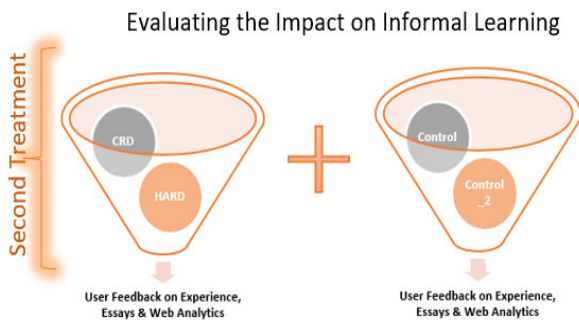 Evaluating the Impact on Informal Learning
Second Treatment
CRD
HARD
User Feedback on Experience,
Essays & Web Analytics
Control
Control
_2
User Feedback on Experience,
Essays & Web Analytics